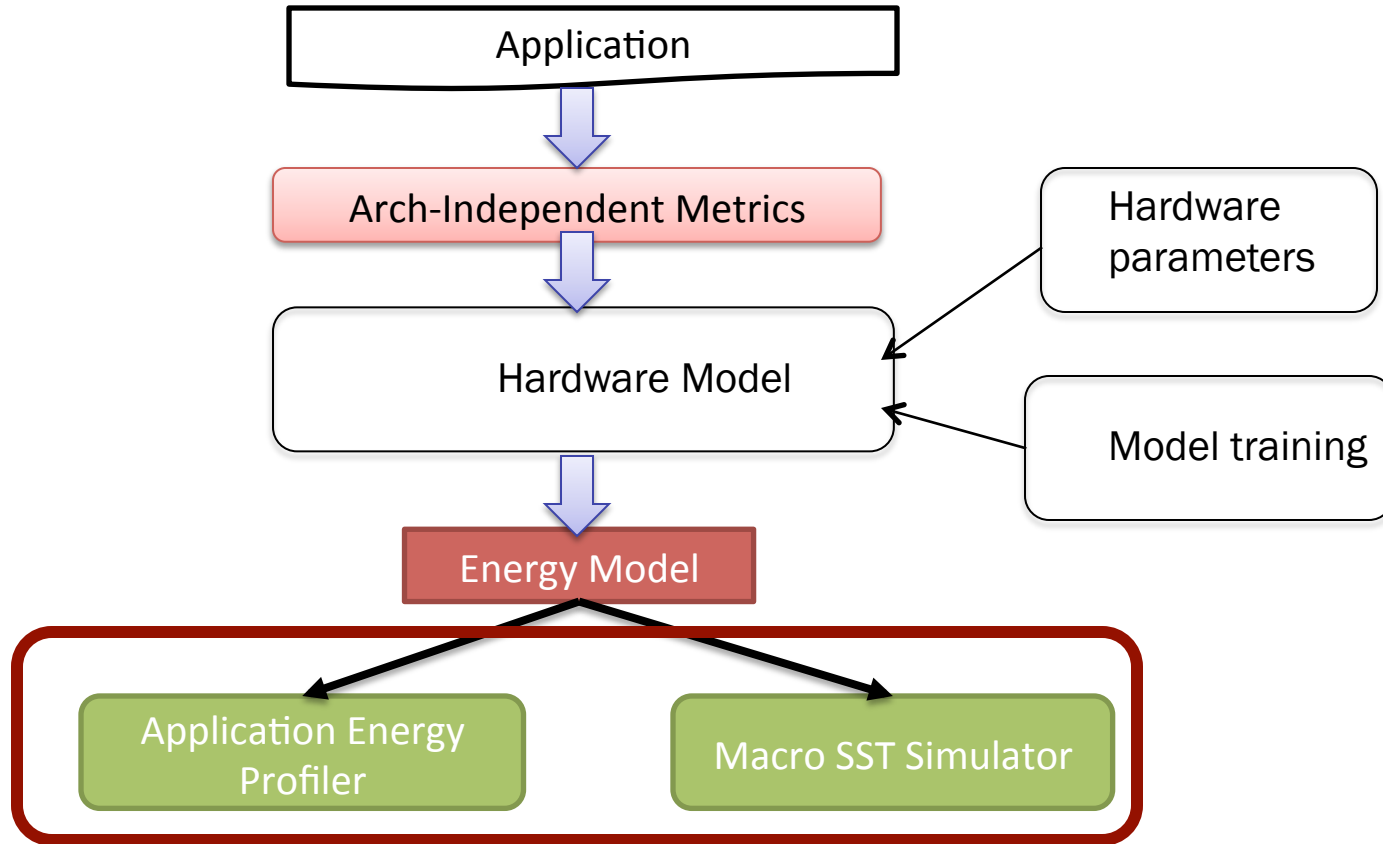 Application
Arch-Independent Metrics
Hardware
parameters
Hardware Model
Model training
Energy Model
Application Energy
Profiler
Macro SST Simulator